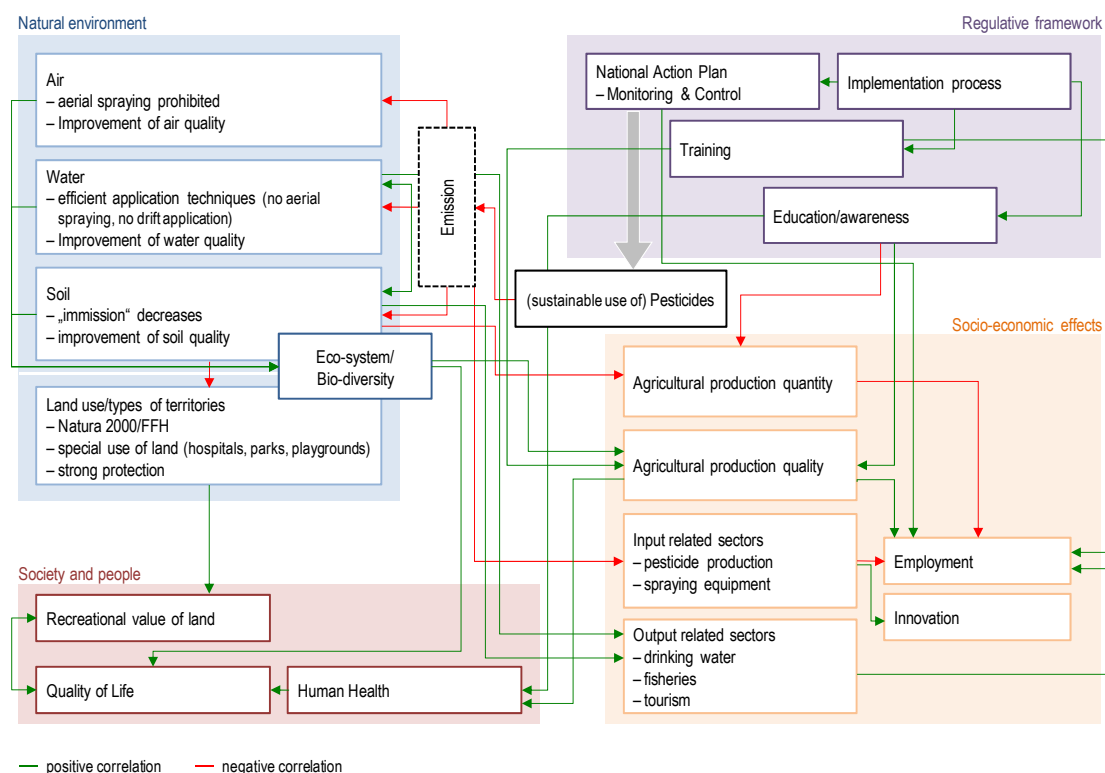 Natural environment
Regulative framework
Air
– aerial spraying prohibited
– Improvement of air quality
National Action Plan
– Monitoring & Control
Implementation process
Training
Water
– efficient application techniques (no aerial
spraying, no drift application)
– Improvement of water quality
Emission
Education/awareness
Soil
– „immission“ decreases
– improvement of soil quality
(sustainable use of) Pesticides
Socio-economic effects
Eco-system/
Bio-diversity
Agricultural production quantity
Land use/types of territories
– Natura 2000/FFH
– special use of land (hospitals, parks, playgrounds)
– strong protection
Agricultural production quality
Input related sectors
– pesticide production
– spraying equipment
Employment
Society and people
Recreational value of land
Innovation
Output related sectors
– drinking water
– fisheries
– tourism
Quality of Life
Human Health
positive correlation
negative correlation